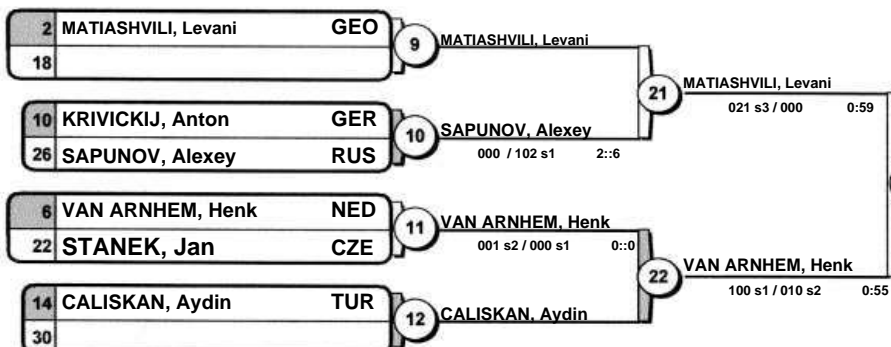 2 MATIASHVILI, Levani GEO
18
9
MATIASHVILI, Levani
10 KRIVICKIJ, Anton GER
26 SAPUNOV, Alexey RUS
10
SAPUNOV, Alexey
000 / 102 s1 2::6
21
MATIASHVILI, Levani
021 s3 / 000 0:59
6 VAN ARNHEM, Henk NED
22 STANEK, Jan CZE
11
VAN ARNHEM, Henk
001 s2 / 000 s1 0::0
14 CALISKAN, Aydin TUR
30
12
CALISKAN, Aydin
22
VAN ARNHEM, Henk
100 s1 / 010 s2 0:55